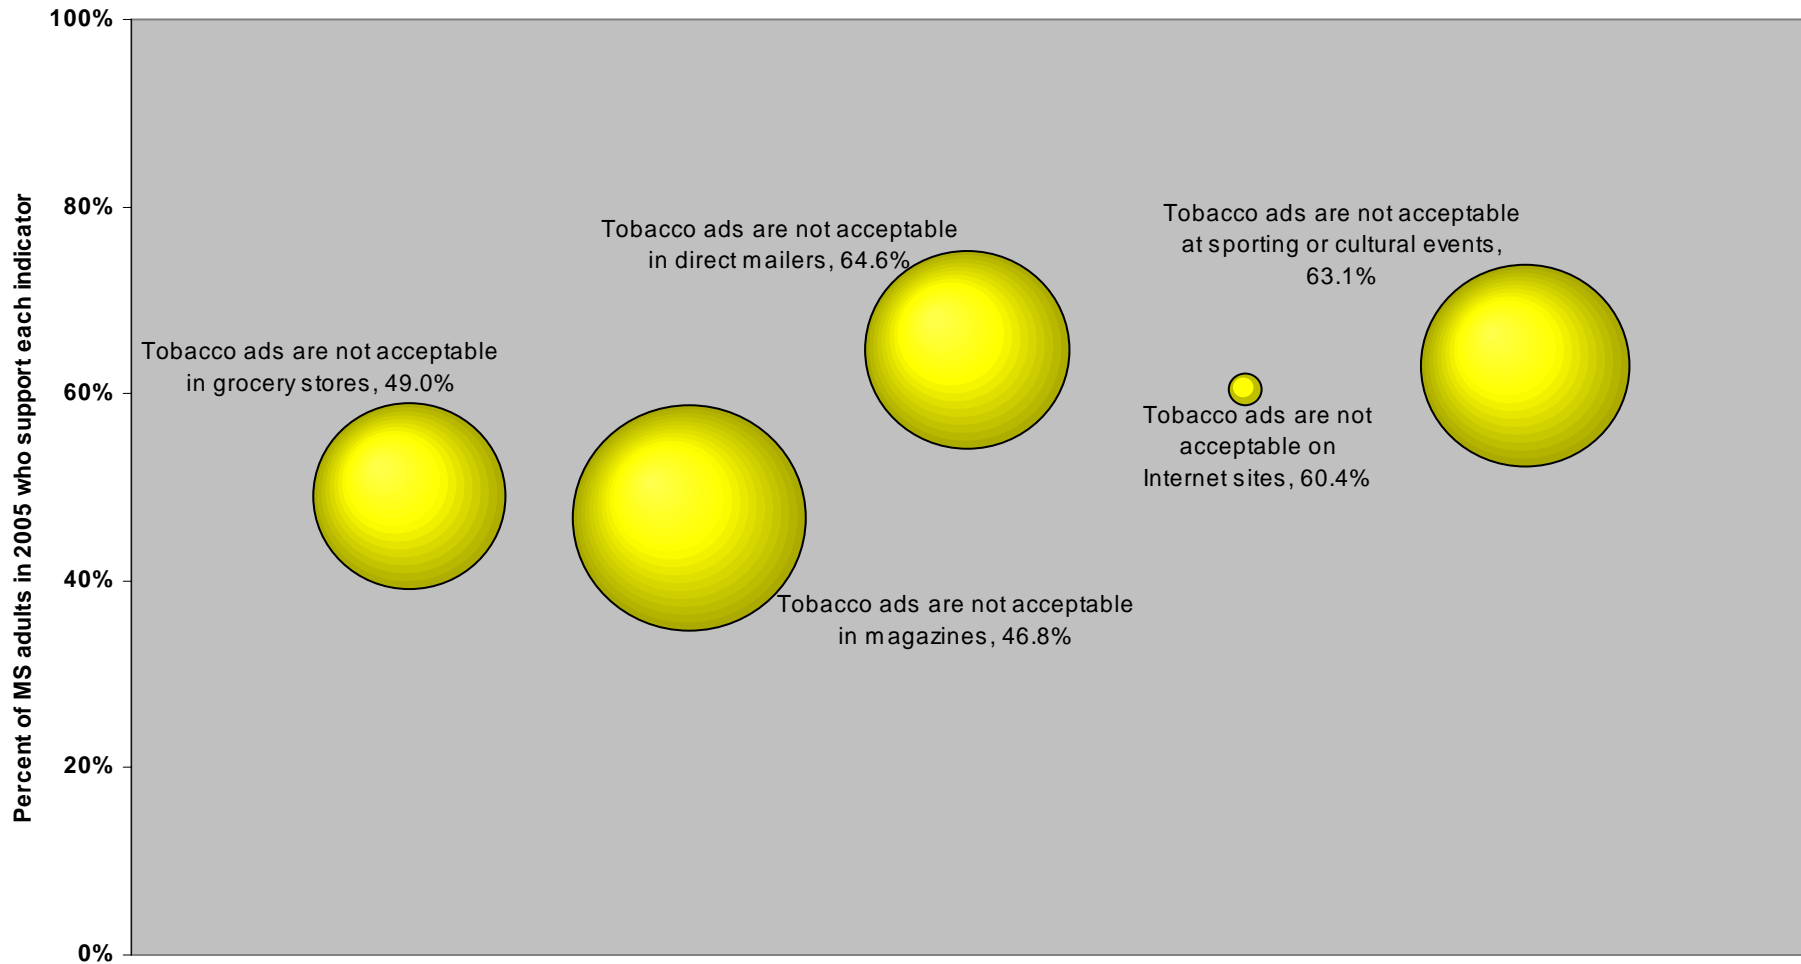 100%
80%
60%
40%
20%
0%
Percent of MS adults in 2005 who support each indicator
Tobacco ads are not acceptable
in grocery stores, 49.0%
Tobacco ads are not acceptable
in magazines, 46.8%
Tobacco ads are not acceptable
in direct mailers, 64.6%
Tobacco ads are not
acceptable on
Internet sites, 60.4%
Tobacco ads are not acceptable
at sporting or cultural events,
63.1%